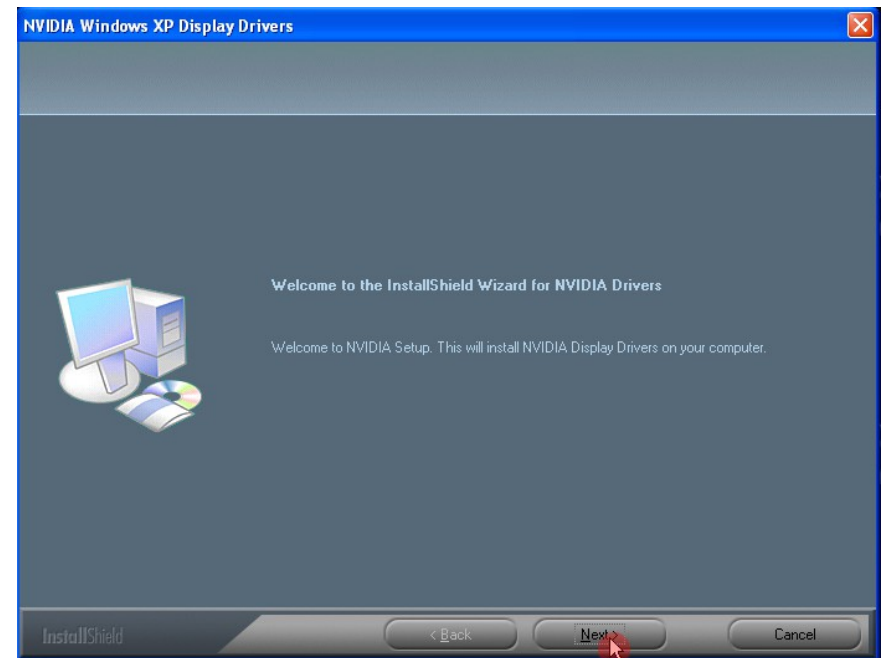 NVIDIA Windows XP Display Drivers
Welcome to the InstallShield Wizard for NVIDIA Drivers
Welcome to NVIDIA Setup. This will install NVIDIA Display Drivers on your computer.
InstallShield
< Back
Next >
Cancel